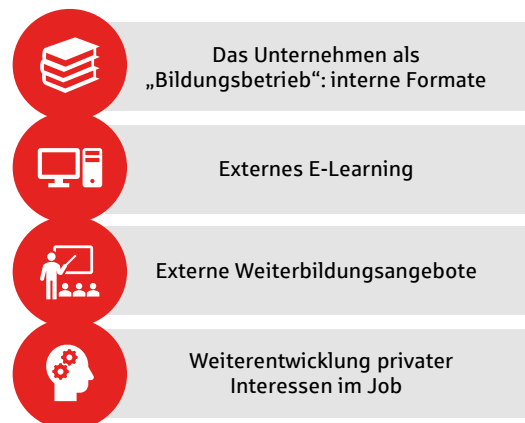 Das Unternehmen als
„Bildungsbetrieb“: interne Formate
Externes E-Learning
Externe Weiterbildungsangebote
Weiterentwicklung privater
Interessen im Job